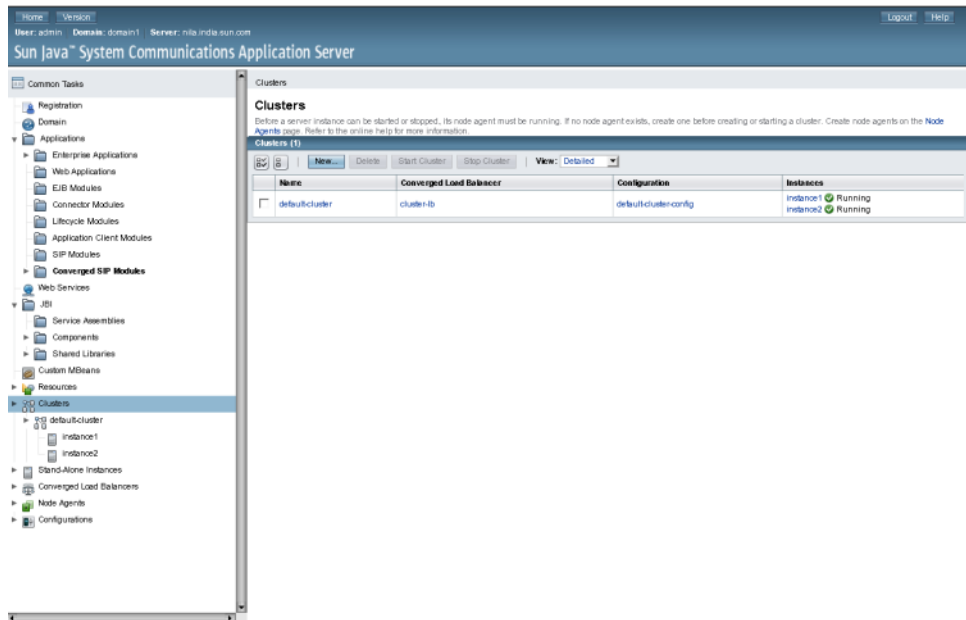 Home Version Logout Help
User: admin Domain: domain1 Server: nila.india.sun.com
Sun Java™ System Communications Application Server
Common Tasks
Registration
Domain
Applications
Enterprise Applications
Web Applications
EJB Modules
Connector Modules
Lifecycle Modules
Application Client Modules
SIP Modules
Converged SIP Modules
Web Services
JBI
Service Assemblies
Components
Shared Libraries
Custom MBeans
Resources
Clusters
default-cluster
instance1
instance2
Stand-Alone Instances
Converged Load Balancers
Node Agents
Configurations
Clusters
Clusters
Before a server instance can be started or stopped, its node agent must be running. If no node agent exists, create one before creating or starting a cluster. Create node agents on the Node
Agents page. Refer to the online help for more information.
Clusters (1)
New... Delete Start Cluster Stop Cluster View: Detailed
Name Converged Load Balancer Configuration Instances
default-cluster cluster-lb default-cluster-config instance1 Running
instance2 Running